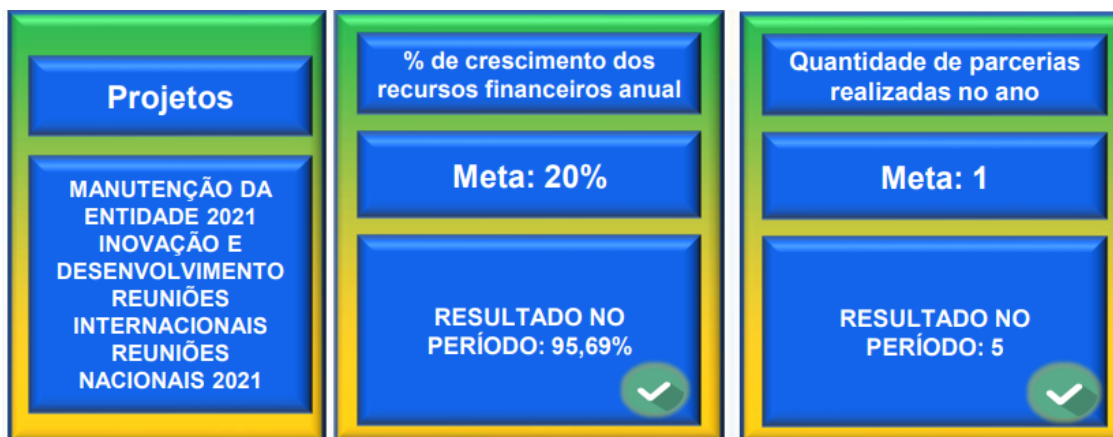 Projetos
MANUTENÇÃO DA
ENTIDADE 2021
INOVAÇÃO E
DESENVOLVIMENTO
REUNIÕES
INTERNACIONAIS
REUNIÕES
NACIONAIS 2021
% de crescimento dos
recursos financeiros anual
Meta: 20%
RESULTADO NO
PERÍODO: 95,69%
Quantidade de parcerias
realizadas no ano
Meta: 1
RESULTADO NO
PERÍODO: 5